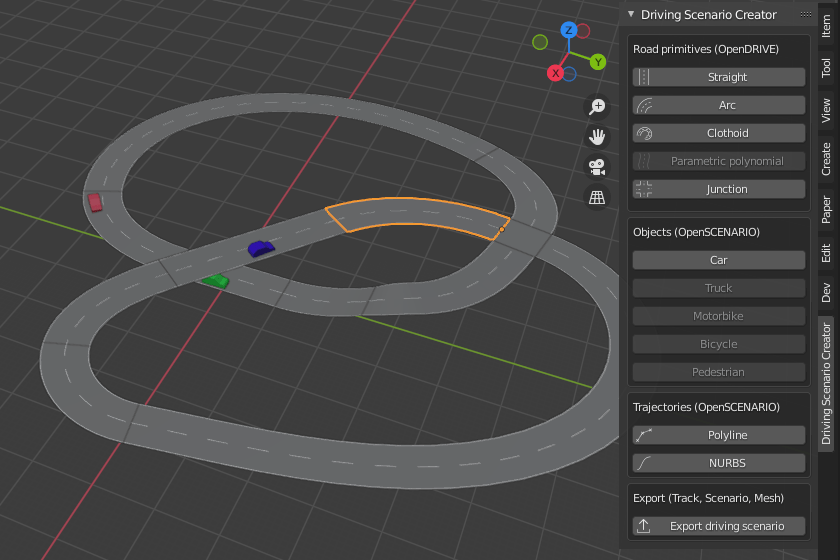 Driving Scenario Creator
Road primitives (OpenDRIVE)
Straight
Arc
Clothoid
Parametric polynomial
Junction
Objects (OpenSCENARIO)
Car
Truck
Motorbike
Bicycle
Pedestrian
Trajectories (OpenSCENARIO)
Polyline
NURBS
Export (Track, Scenario, Mesh)
Export driving scenario
Item
Tool
View
Create
Paper
Edit
Dev
Driving Scenario Creator
Z
Y
X